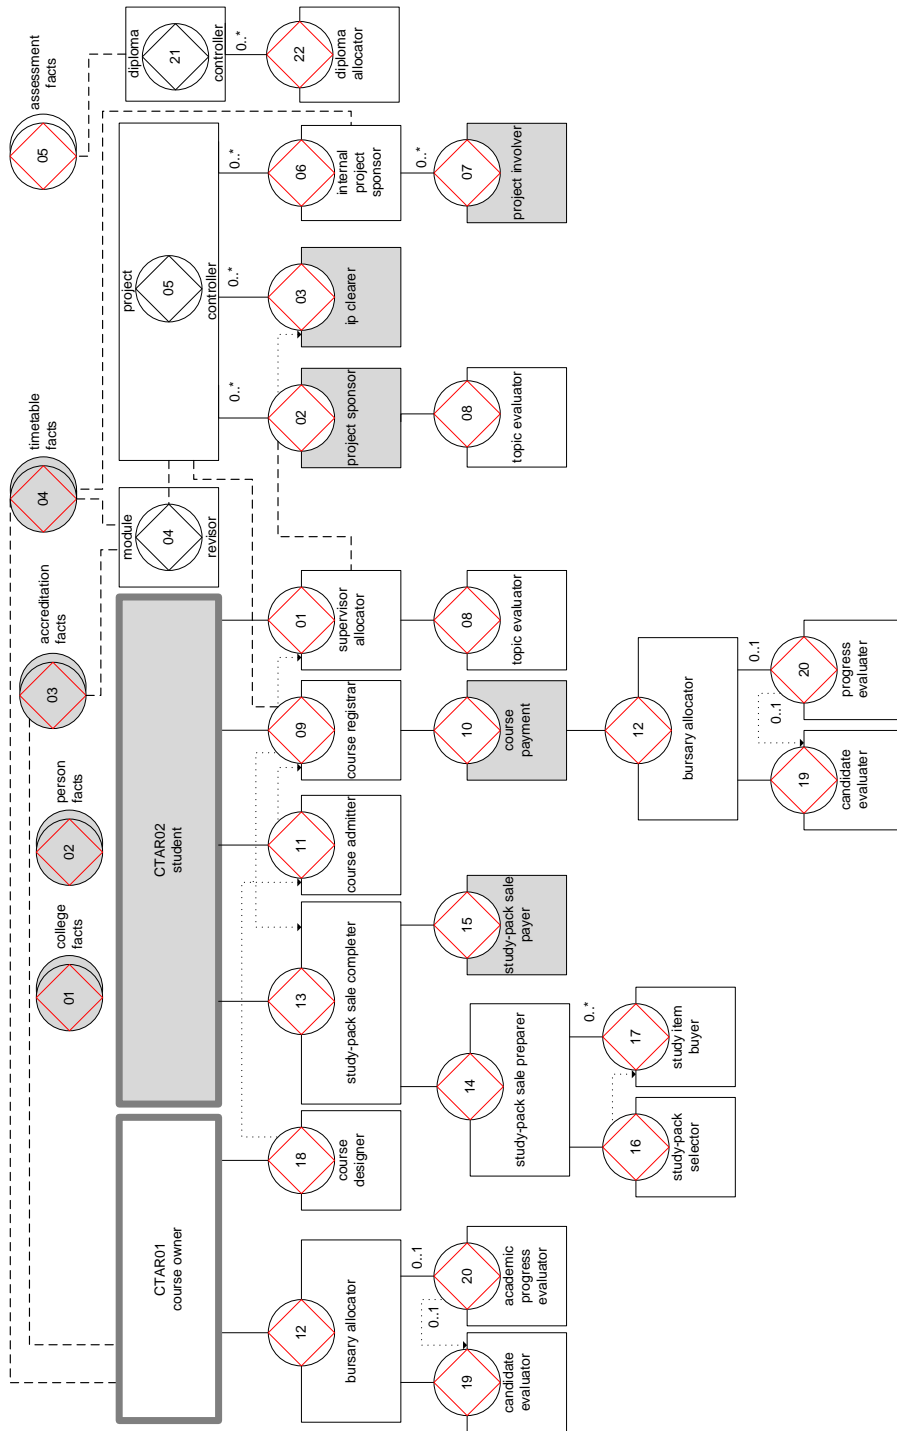 01
college
facts
02
person
facts
03
accreditation
facts
04
timetable
facts
05
assessment
facts
CTAR01
course owner
CTAR02
student
module
04
revisor
project
05
controller
diploma
21
controller
12
bursary allocator
18
course
designer
13
study-pack sale completer
11
course admitter
09
course registrar
01
supervisor
allocator
0..*
02
project sponsor
0..*
03
ip clearer
0..*
06
internal
project
sponsor
0..*
22
diploma
allocator
19
candidate
evaluator
0..1
0..1
20
academic
progress
evaluator
14
study-pack sale preparer
15
study-pack sale
payer
10
course
payment
08
topic evaluator
08
topic evaluator
0..*
07
project involver
16
study-pack
selector
0..*
17
study item
buyer
12
bursary allocator
19
candidate
evaluater
0..1
0..1
20
progress
evaluater